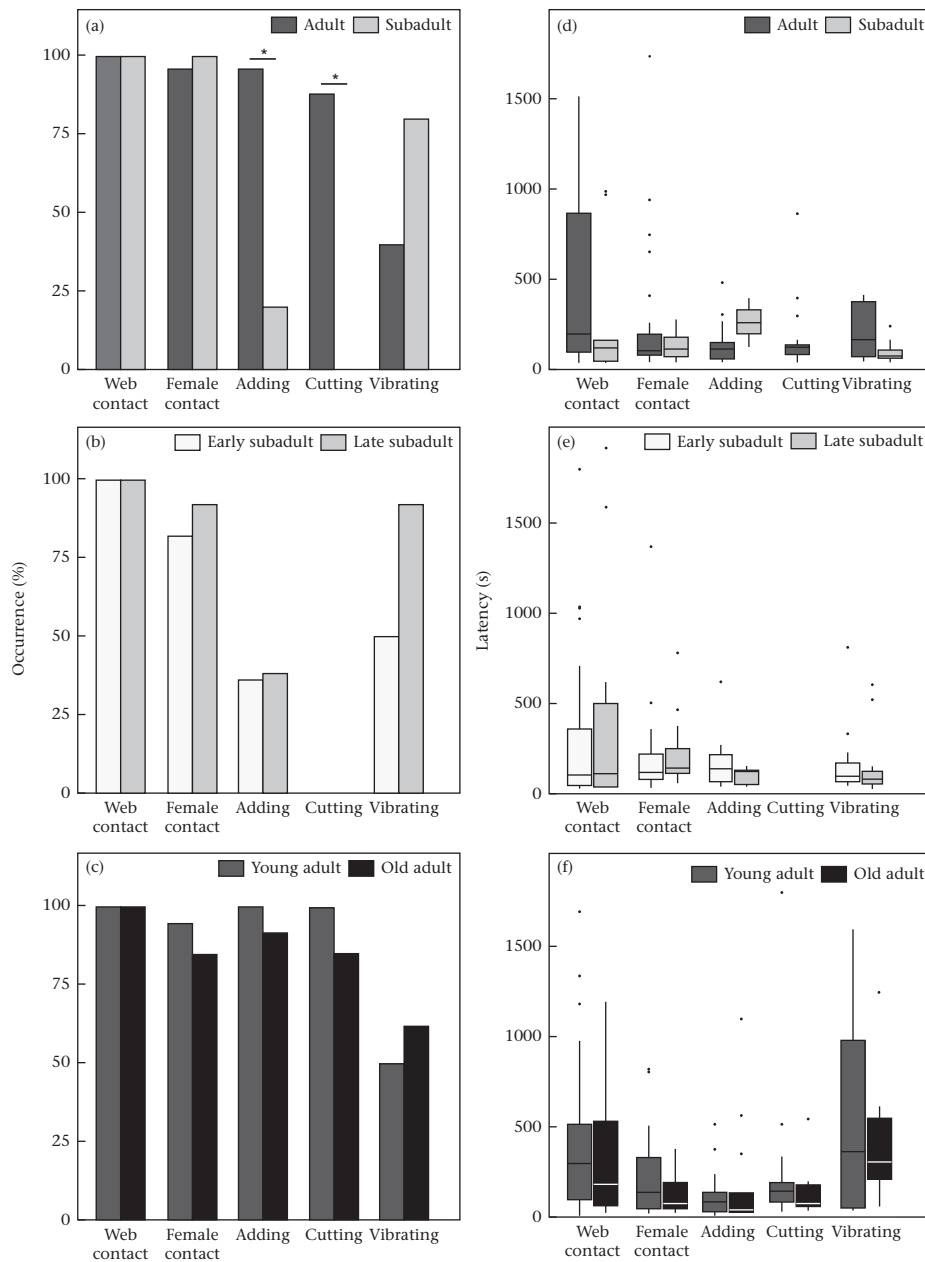 (a)
Adult
Subadult
*
*
100
75
50
25
0
Web contact
Female contact
Adding
Cutting
Vibrating
(b)
Early subadult
Late subadult
100
75
50
25
0
Web contact
Female contact
Adding
Cutting
Vibrating
Occurrence (%)
(c)
Young adult
Old adult
100
75
50
25
0
Web contact
Female contact
Adding
Cutting
Vibrating
(d)
Adult
Subadult
1500
1000
500
0
Web contact
Female contact
Adding
Cutting
Vibrating
(e)
Early subadult
Late subadult
1500
1000
500
0
Web contact
Female contact
Adding
Cutting
Vibrating
Latency (s)
(f)
Young adult
Old adult
1500
1000
500
0
Web contact
Female contact
Adding
Cutting
Vibrating